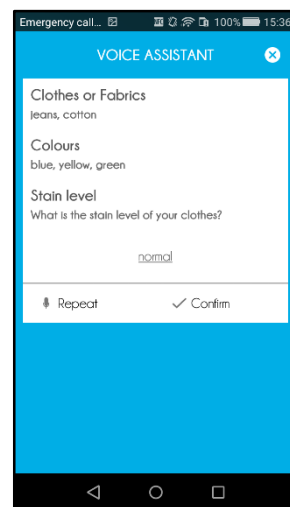 Emergency call... 100% 15:36
VOICE ASSISTANT
Clothes or Fabrics
jeans, cotton
Colours
blue, yellow, green
Stain level
What is the stain level of your clothes?
normal
Repeat Confirm